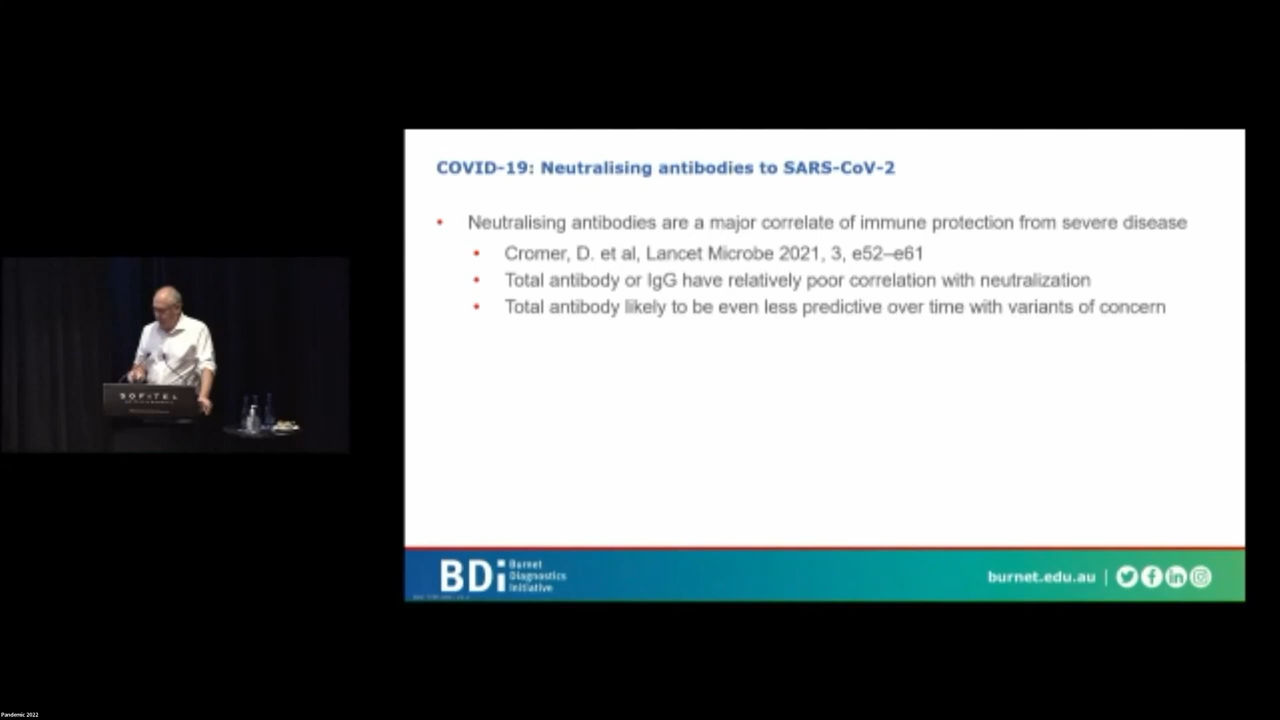 COVID-19: Neutralising antibodies to SARS-CoV-2
• Neutralising antibodies are a major correlate of immune protection from severe disease
• Cromer, D. et al, Lancet Microbe 2021, 3, e52–e61
• Total antibody or IgG have relatively poor correlation with neutralization
• Total antibody likely to be even less predictive over time with variants of concern
SOFITEL
BDi
Burnet
Diagnostics
Initiative
burnet.edu.au
Pandemic 2022